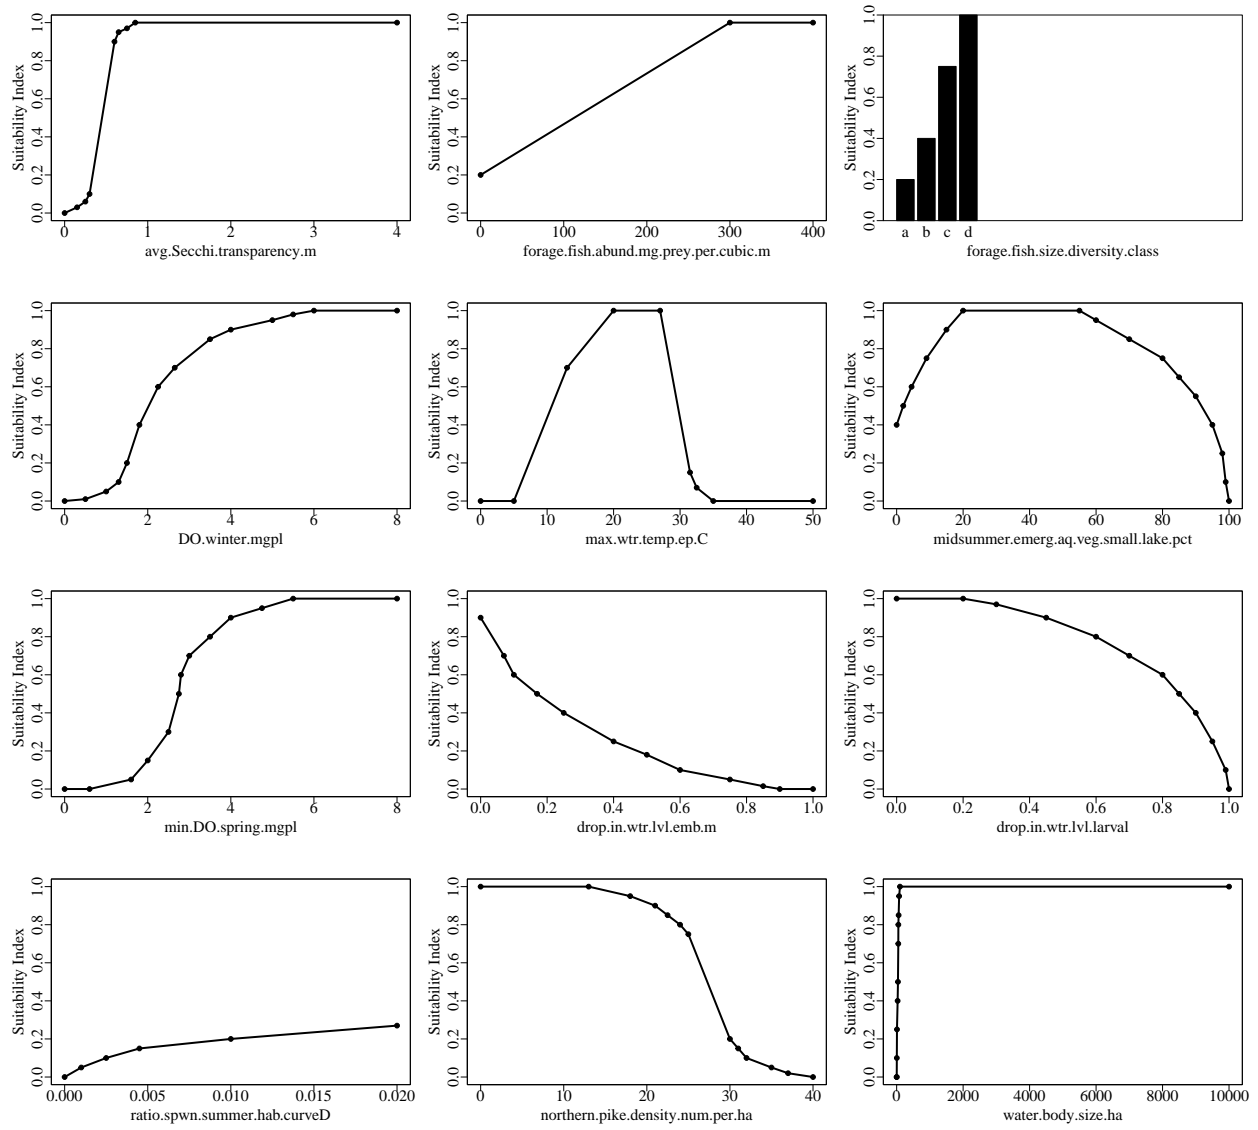 Suitability Index
0.0 0.2 0.4 0.6 0.8 1.0
0 1 2 3 4
avg.Secchi.transparency.m
Suitability Index
0.0 0.2 0.4 0.6 0.8 1.0
0 100 200 300 400
forage.fish.abund.mg.prey.per.cubic.m
Suitability Index
0.0 0.2 0.4 0.6 0.8 1.0
a b c d
forage.fish.size.diversity.class
Suitability Index
0.0 0.2 0.4 0.6 0.8 1.0
0 2 4 6 8
DO.winter.mgpl
Suitability Index
0.0 0.2 0.4 0.6 0.8 1.0
0 10 20 30 40 50
max.wtr.temp.ep.C
Suitability Index
0.0 0.2 0.4 0.6 0.8 1.0
0 20 40 60 80 100
midsummer.emerg.aq.veg.small.lake.pct
Suitability Index
0.0 0.2 0.4 0.6 0.8 1.0
0 2 4 6 8
min.DO.spring.mgpl
Suitability Index
0.0 0.2 0.4 0.6 0.8 1.0
0.0 0.2 0.4 0.6 0.8 1.0
drop.in.wtr.lvl.emb.m
Suitability Index
0.0 0.2 0.4 0.6 0.8 1.0
0.0 0.2 0.4 0.6 0.8 1.0
drop.in.wtr.lvl.larval
Suitability Index
0.0 0.2 0.4 0.6 0.8 1.0
0.000 0.005 0.010 0.015 0.020
ratio.spwn.summer.hab.curveD
Suitability Index
0.0 0.2 0.4 0.6 0.8 1.0
0 10 20 30 40
northern.pike.density.num.per.ha
Suitability Index
0.0 0.2 0.4 0.6 0.8 1.0
0 2000 4000 6000 8000 10000
water.body.size.ha